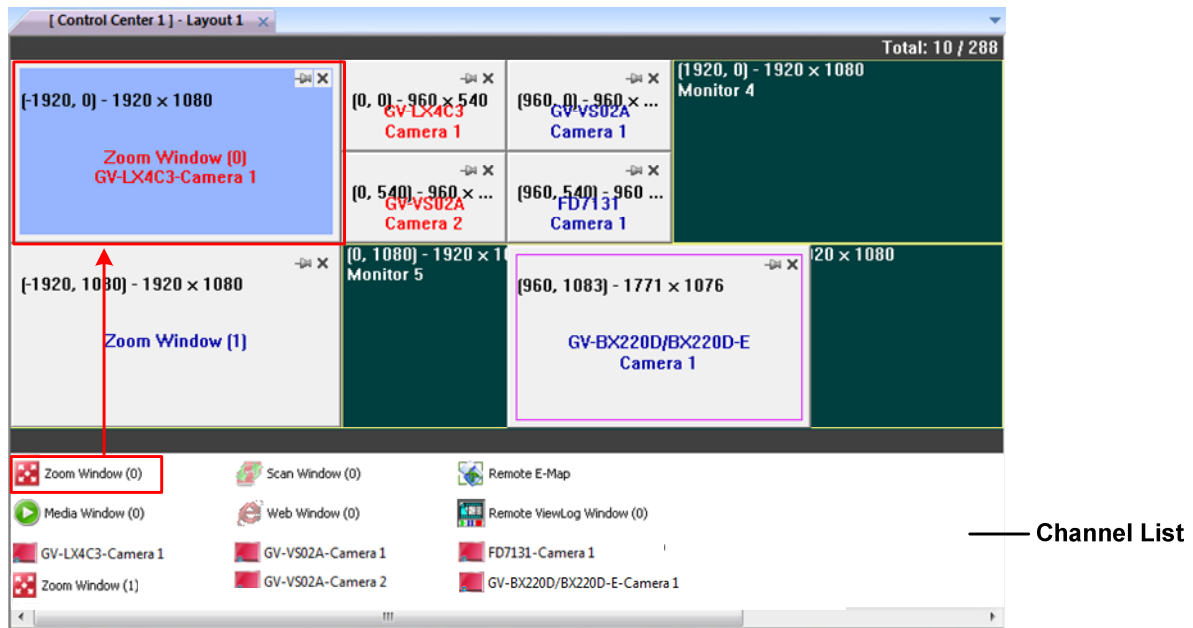 [ Control Center 1 ] - Layout 1
Total: 10 / 288
(-1920, 0) - 1920 × 1080
Zoom Window (0)
GV-LX4C3-Camera 1
(0, 0) - 960 × 540
GV-LX4C3
Camera 1
(960, 0) - 960 × ...
GV-VS02A
Camera 1
(1920, 0) - 1920 × 1080
Monitor 4
(0, 540) - 960 × ...
GV-VS02A
Camera 2
(960, 540) - 960 ...
FD7131
Camera 1
(-1920, 1080) - 1920 × 1080
Zoom Window (1)
(0, 1080) - 1920 × 1
Monitor 5
(960, 1083) - 1771 × 1076
GV-BX220D/BX220D-E
Camera 1
20 × 1080
Zoom Window (0)
Scan Window (0)
Remote E-Map
Media Window (0)
Web Window (0)
Remote ViewLog Window (0)
GV-LX4C3-Camera 1
GV-VS02A-Camera 1
FD7131-Camera 1
Zoom Window (1)
GV-VS02A-Camera 2
GV-BX220D/BX220D-E-Camera 1
Channel List